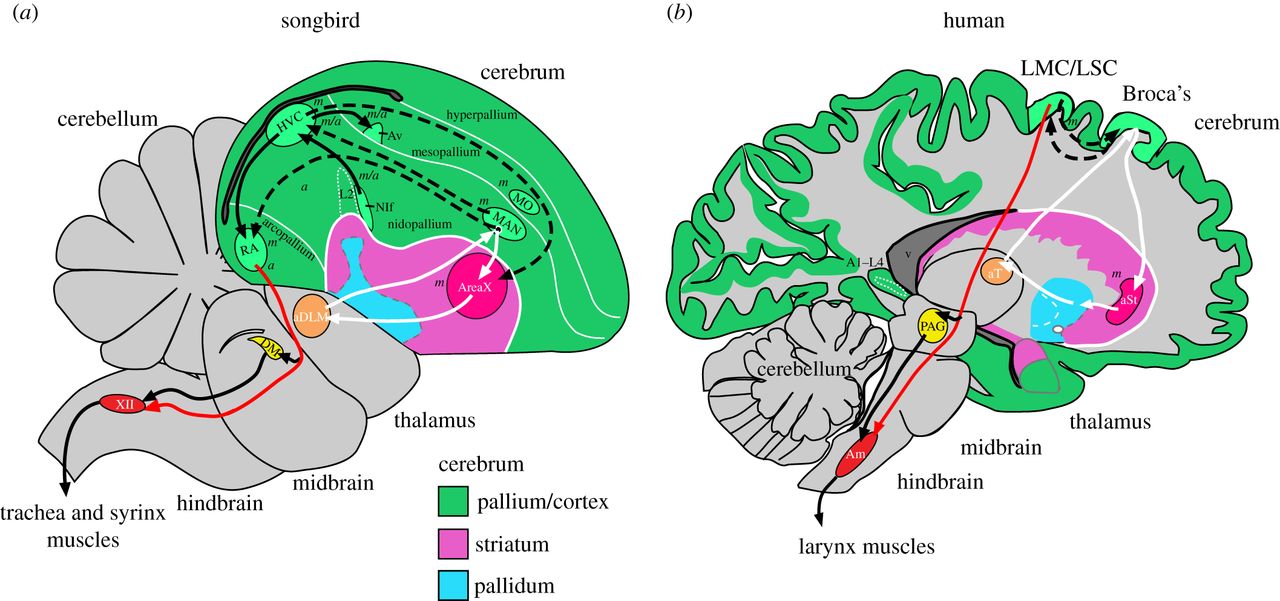 (a)
songbird
cerebrum
cerebellum
m
HVC
m/a
m/a
Av
hyperpallium
mesopallium
m/a
a
L2
NIf
nidopallium
m
MO
m
MAN
arcopallium
RA
m
a
m
AreaX
aDLM
DM
XII
thalamus
midbrain
hindbrain
trachea and syrinx
muscles
cerebrum
pallium/cortex
striatum
pallidum
(b)
human
LMC/LSC
Broca's
cerebrum
m
v
A1–L4
aT
m
aSt
PAG
cerebellum
Am
thalamus
midbrain
hindbrain
larynx muscles